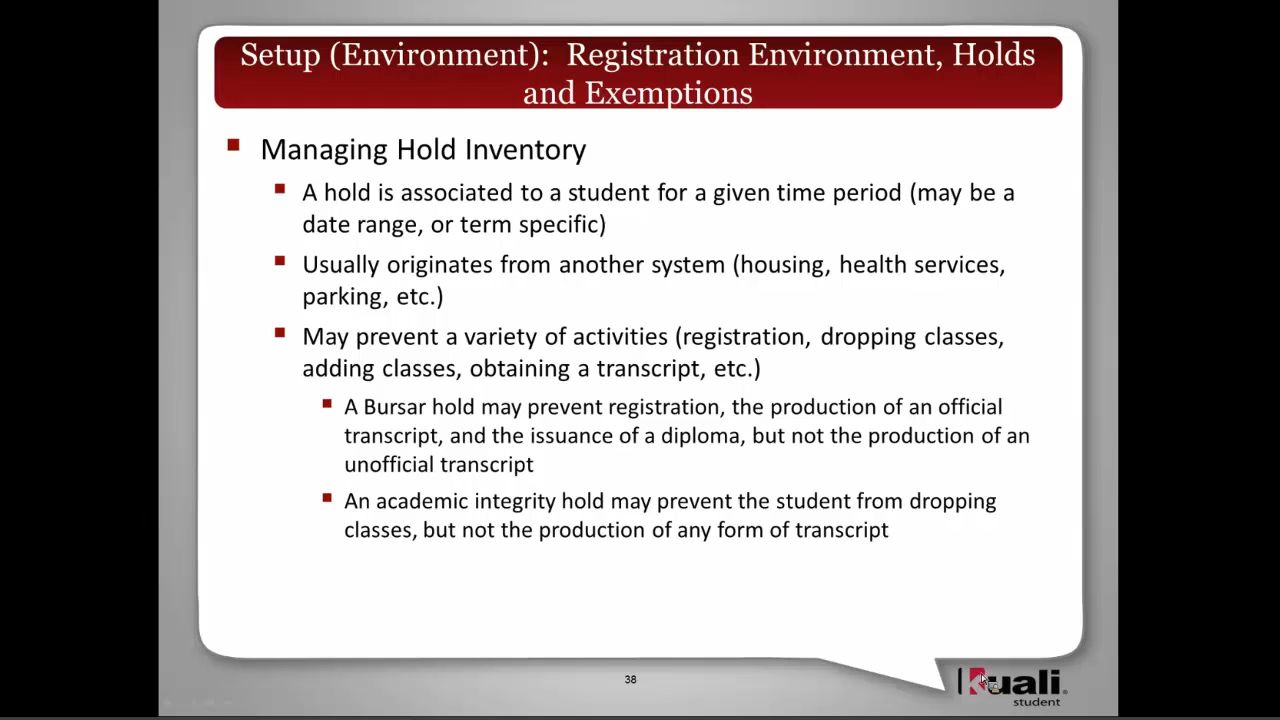 Setup (Environment):  Registration Environment, Holds
and Exemptions
Managing Hold Inventory
A hold is associated to a student for a given time period (may be a
date range, or term specific)
Usually originates from another system (housing, health services,
parking, etc.)
May prevent a variety of activities (registration, dropping classes,
adding classes, obtaining a transcript, etc.)
A Bursar hold may prevent registration, the production of an official
transcript, and the issuance of a diploma, but not the production of an
unofficial transcript
An academic integrity hold may prevent the student from dropping
classes, but not the production of any form of transcript
38
Kuali
student